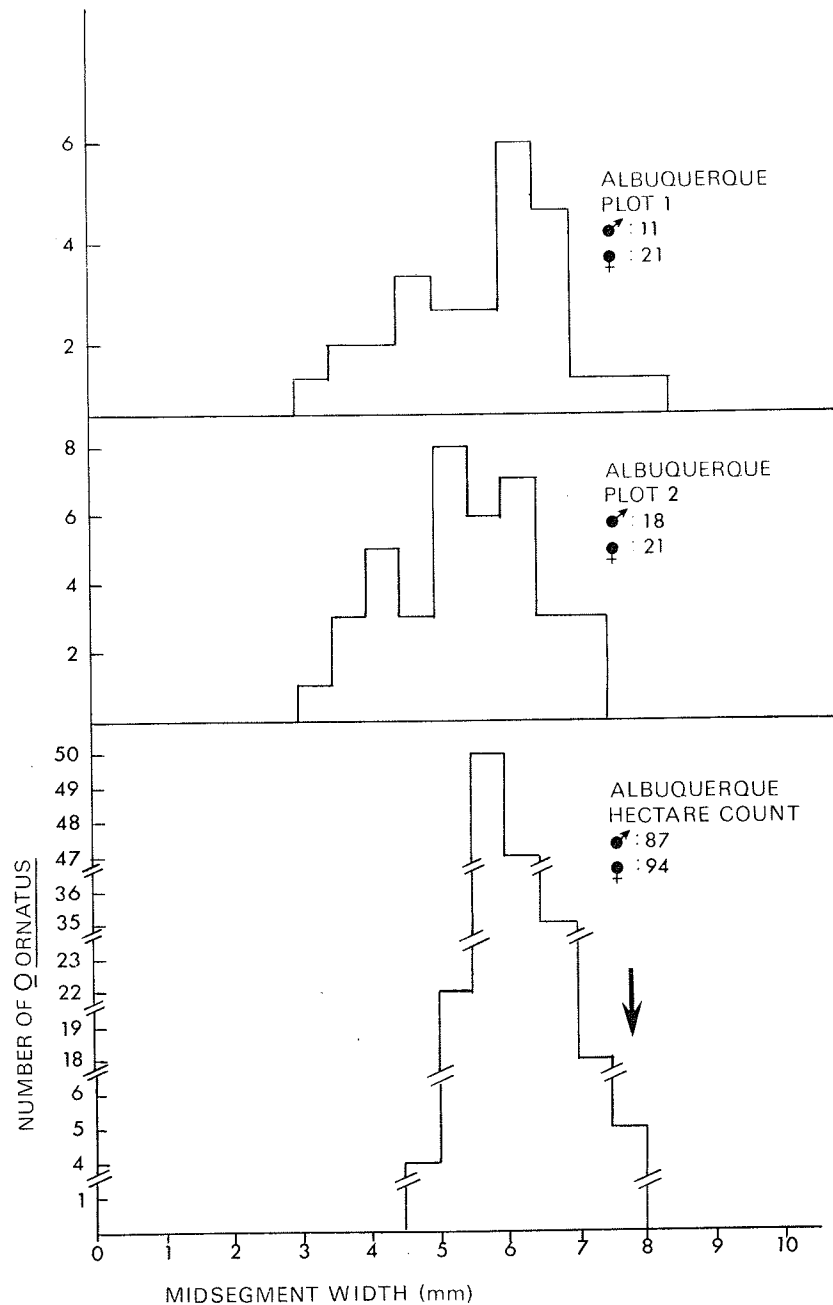 6
4
2
ALBUQUERQUE
PLOT 1
♂ : 11
♀ : 21
8
6
4
2
ALBUQUERQUE
PLOT 2
♂ : 18
♀ : 21
50
49
48
47
36
35
23
22
19
18
6
5
4
1
ALBUQUERQUE
HECTARE COUNT
♂ : 87
♀ : 94
NUMBER OF O ORNATUS
0 1 2 3 4 5 6 7 8 9 10
MIDSEGMENT WIDTH (mm)